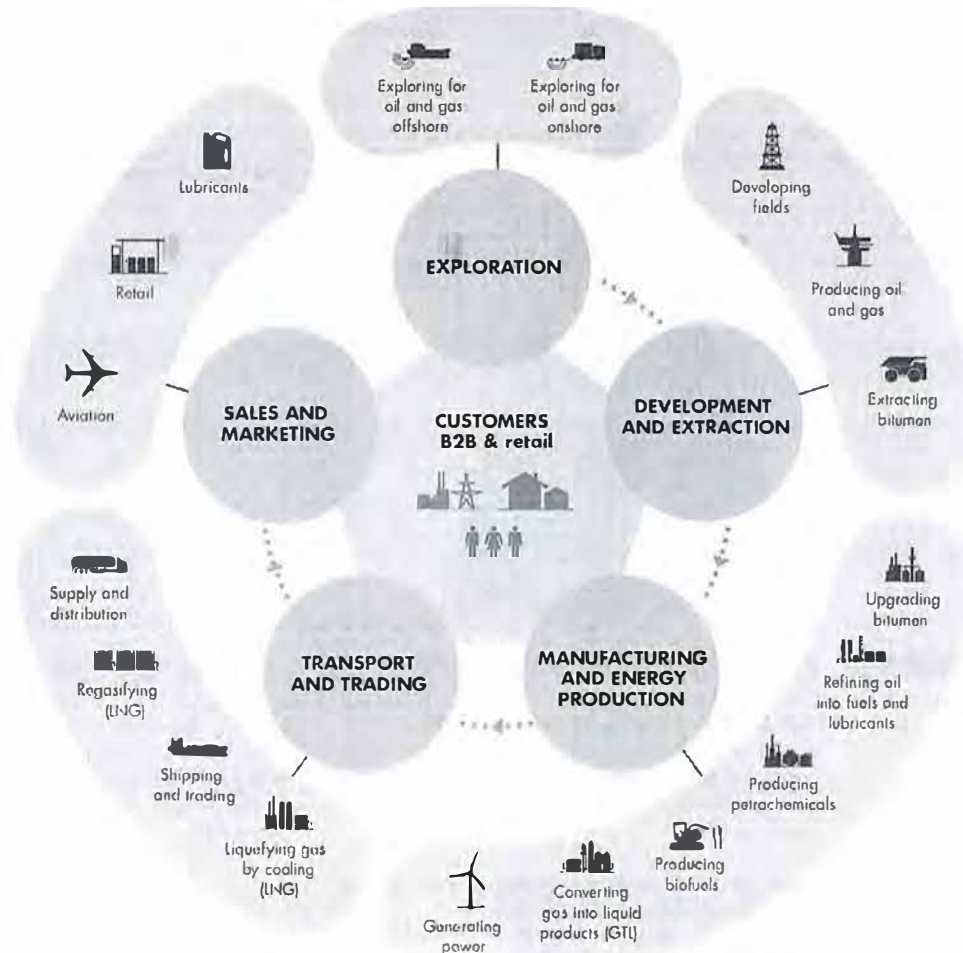 Exploring for
oil and gas
offshore
Exploring for
oil and gas
onshore
Lubricants
Retail
Aviation
Developing
fields
Producing oil
and gas
Extracting
bitumen
EXPLORATION
SALES AND
MARKETING
CUSTOMERS
B2B & retail
DEVELOPMENT
AND EXTRACTION
TRANSPORT
AND TRADING
MANUFACTURING
AND ENERGY
PRODUCTION
Supply and
distribution
Regasifying
(LNG)
Shipping
and trading
Liquefying gas
by cooling
(LNG)
Upgrading
bitumen
Refining oil
into fuels and
lubricants
Producing
petrochemicals
Producing
biofuels
Converting
gas into liquid
products (GTL)
Generating
power